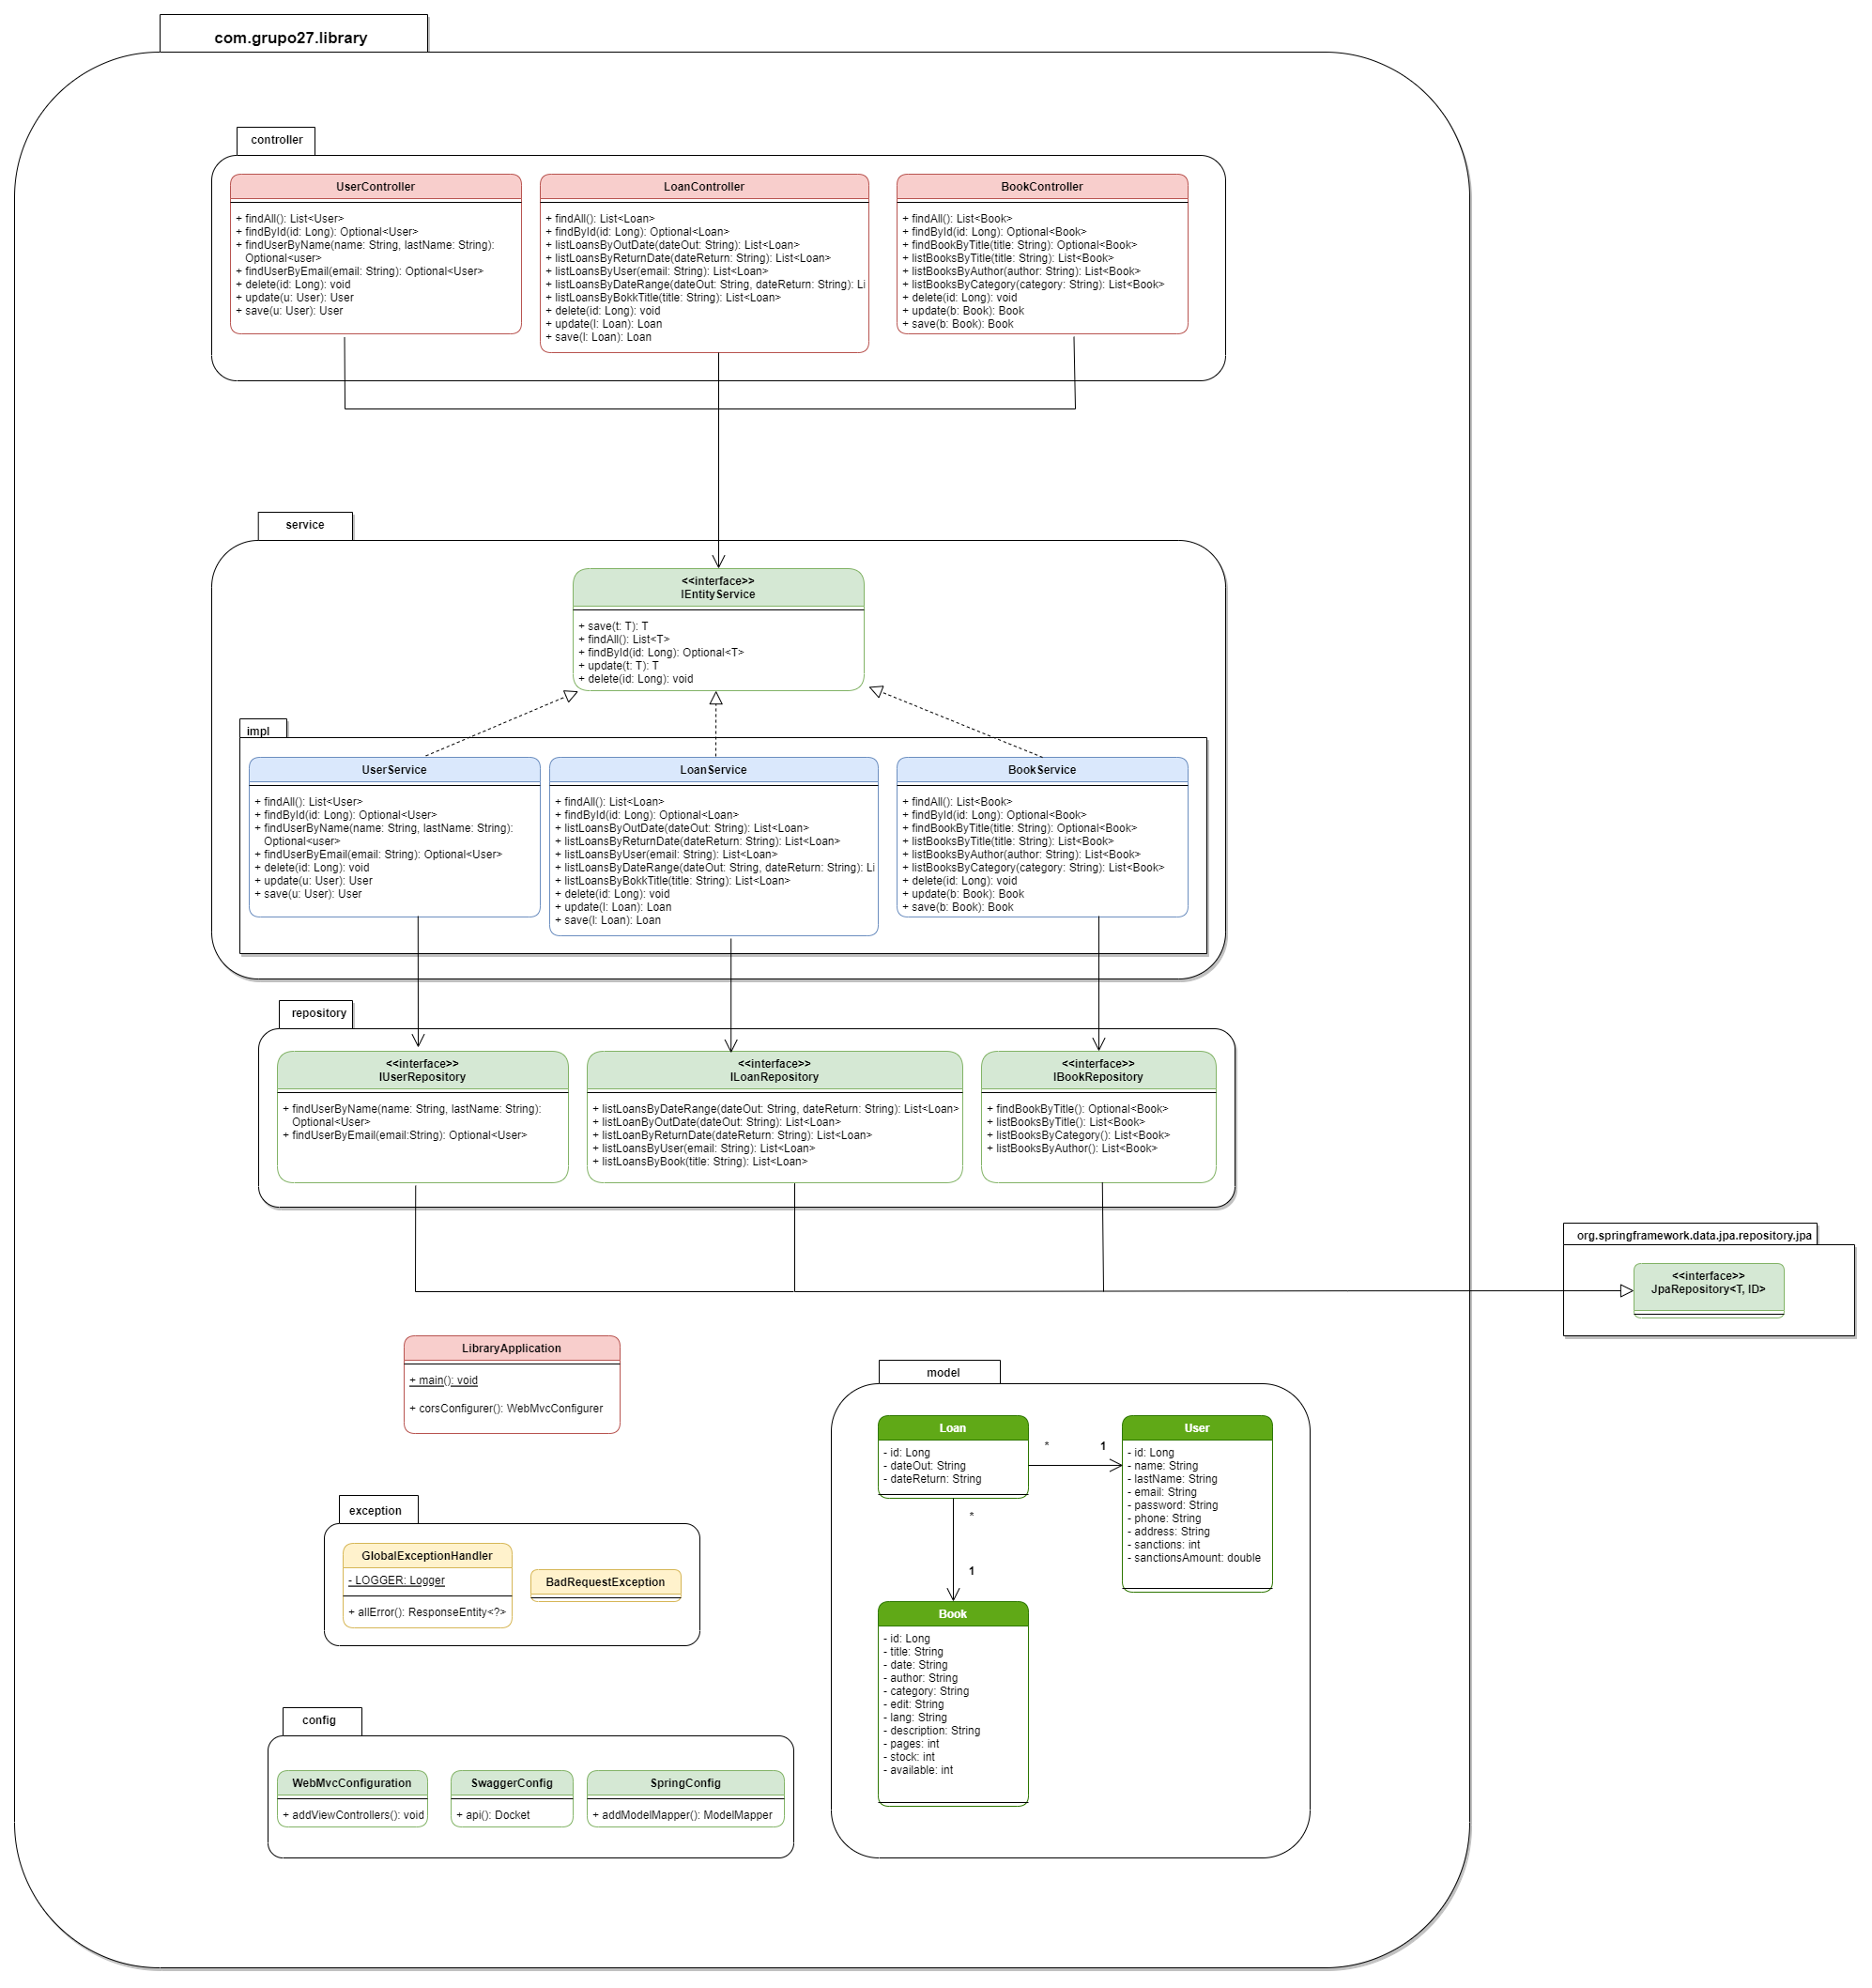 com.grupo27.library
controller
UserController
+ findAll(): List<User>
+ findById(id: Long): Optional<User>
+ findUserByName(name: String, lastName: String):
Optional<user>
+ findUserByEmail(email: String): Optional<User>
+ delete(id: Long): void
+ update(u: User): User
+ save(u: User): User
LoanController
+ findAll(): List<Loan>
+ findById(id: Long): Optional<Loan>
+ listLoansByOutDate(dateOut: String): List<Loan>
+ listLoansByReturnDate(dateReturn: String): List<Loan>
+ listLoansByUser(email: String): List<Loan>
+ listLoansByDateRange(dateOut: String, dateReturn: String): Li
+ listLoansByBokkTitle(title: String): List<Loan>
+ delete(id: Long): void
+ update(l: Loan): Loan
+ save(l: Loan): Loan
BookController
+ findAll(): List<Book>
+ findById(id: Long): Optional<Book>
+ findBookByTitle(title: String): Optional<Book>
+ listBooksByTitle(title: String): List<Book>
+ listBooksByAuthor(author: String): List<Book>
+ listBooksByCategory(category: String): List<Book>
+ delete(id: Long): void
+ update(b: Book): Book
+ save(b: Book): Book
service
<<interface>>
IEntityService
+ save(t: T): T
+ findAll(): List<T>
+ findById(id: Long): Optional<T>
+ update(t: T): T
+ delete(id: Long): void
impl
UserService
+ findAll(): List<User>
+ findById(id: Long): Optional<User>
+ findUserByName(name: String, lastName: String):
Optional<user>
+ findUserByEmail(email: String): Optional<User>
+ delete(id: Long): void
+ update(u: User): User
+ save(u: User): User
LoanService
+ findAll(): List<Loan>
+ findById(id: Long): Optional<Loan>
+ listLoansByOutDate(dateOut: String): List<Loan>
+ listLoansByReturnDate(dateReturn: String): List<Loan>
+ listLoansByUser(email: String): List<Loan>
+ listLoansByDateRange(dateOut: String, dateReturn: String): Li
+ listLoansByBokkTitle(title: String): List<Loan>
+ delete(id: Long): void
+ update(l: Loan): Loan
+ save(l: Loan): Loan
BookService
+ findAll(): List<Book>
+ findById(id: Long): Optional<Book>
+ findBookByTitle(title: String): Optional<Book>
+ listBooksByTitle(title: String): List<Book>
+ listBooksByAuthor(author: String): List<Book>
+ listBooksByCategory(category: String): List<Book>
+ delete(id: Long): void
+ update(b: Book): Book
+ save(b: Book): Book
repository
<<interface>>
IUserRepository
+ findUserByName(name: String, lastName: String):
Optional<User>
+ findUserByEmail(email:String): Optional<User>
<<interface>>
ILoanRepository
+ listLoansByDateRange(dateOut: String, dateReturn: String): List<Loan>
+ listLoansByOutDate(dateOut: String): List<Loan>
+ listLoanByReturnDate(dateReturn: String): List<Loan>
+ listLoansByUser(email: String): List<Loan>
+ listLoansByBook(title: String): List<Loan>
<<interface>>
IBookRepository
+ findBookByTitle(): Optional<Book>
+ listBooksByTitle(): List<Book>
+ listBooksByCategory(): List<Book>
+ listBooksByAuthor(): List<Book>
org.springframework.data.jpa.repository.jpa
<<interface>>
JpaRepository<T, ID>
LibraryApplication
+ main(): void
+ corsConfigurer(): WebMvcConfigurer
model
Loan
- id: Long
- dateOut: String
- dateReturn: String
*
1
User
- id: Long
- name: String
- lastName: String
- email: String
- password: String
- phone: String
- address: String
- sanctions: int
- sanctionsAmount: double
*
1
Book
- id: Long
- title: String
- date: String
- author: String
- category: String
- edit: String
- lang: String
- description: String
- pages: int
- stock: int
- available: int
exception
GlobalExceptionHandler
- LOGGER: Logger
+ allError(): ResponseEntity<?>
BadRequestException
config
WebMvcConfiguration
+ addViewControllers(): void
SwaggerConfig
+ api(): Docket
SpringConfig
+ addModelMapper(): ModelMapper